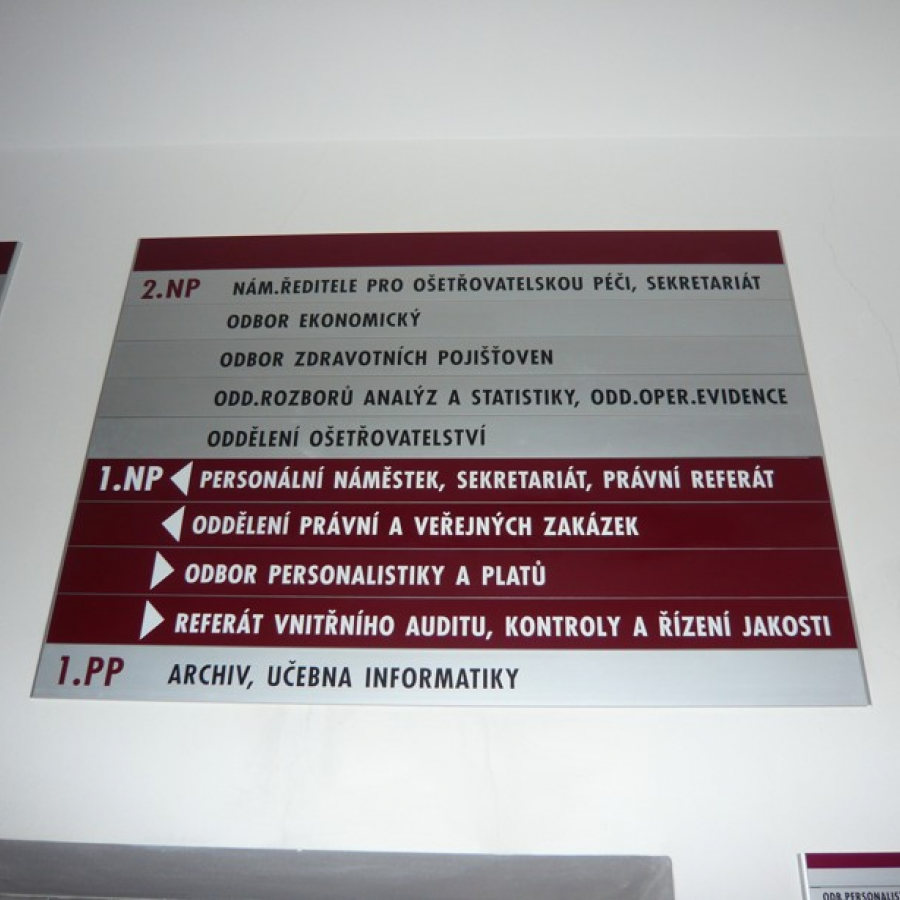 2.NP NÁM.ŘEDITELE PRO OŠETŘOVATELSKOU PÉČI, SEKRETARIÁT
ODBOR EKONOMICKÝ
ODBOR ZDRAVOTNÍCH POJIŠŤOVEN
ODD.ROZBORŮ ANALÝZ A STATISTIKY, ODD.OPER.EVIDENCE
ODDĚLENÍ OŠETŘOVATELSTVÍ
1.NP PERSONÁLNÍ NÁMĚSTEK, SEKRETARIÁT, PRÁVNÍ REFERÁT
ODDĚLENÍ PRÁVNÍ A VEŘEJNÝCH ZAKÁZEK
ODBOR PERSONALISTIKY A PLATŮ
REFERÁT VNITŘNÍHO AUDITU, KONTROLY A ŘÍZENÍ JAKOSTI
1.PP ARCHIV, UČEBNA INFORMATIKY
ODB.PERSONALIS